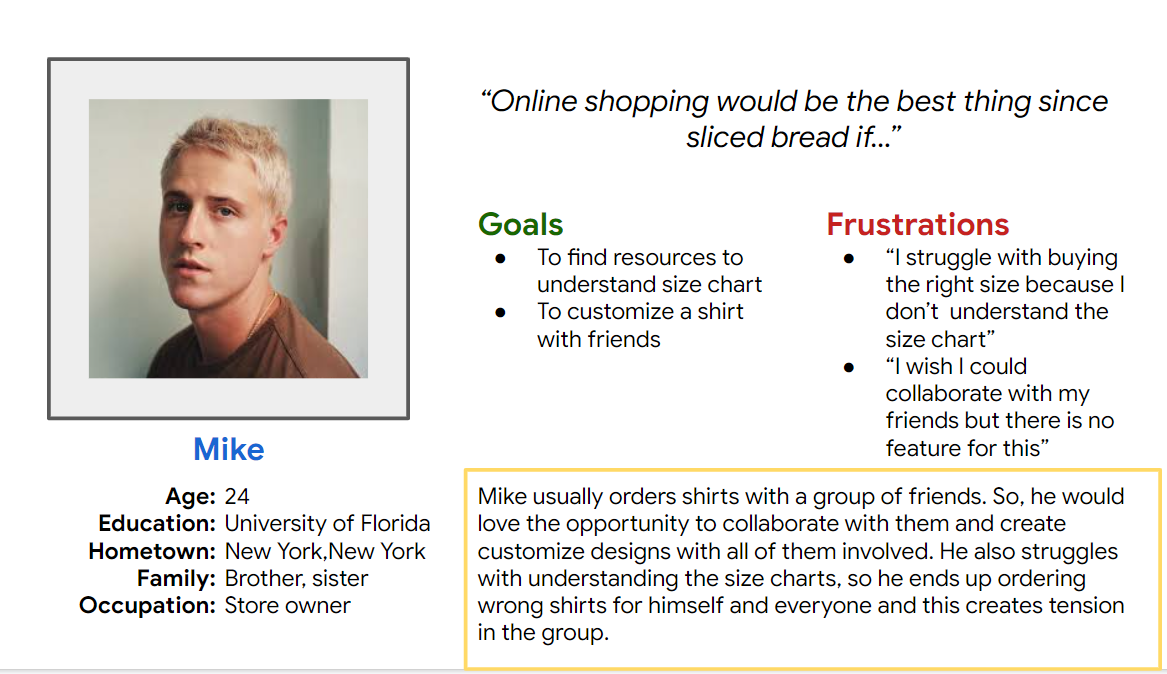 “Online shopping would be the best thing since
sliced bread if...”
Goals
● To find resources to
understand size chart
● To customize a shirt
with friends
Frustrations
● “I struggle with buying
the right size because I
don’t  understand the
size chart”
● “I wish I could
collaborate with my
friends but there is no
feature for this”
Mike
Age: 24
Education: University of Florida
Hometown: New York,New York
Family: Brother, sister
Occupation: Store owner
Mike usually orders shirts with a group of friends. So, he would
love the opportunity to collaborate with them and create
customize designs with all of them involved. He also struggles
with understanding the size charts, so he ends up ordering
wrong shirts for himself and everyone and this creates tension
in the group.